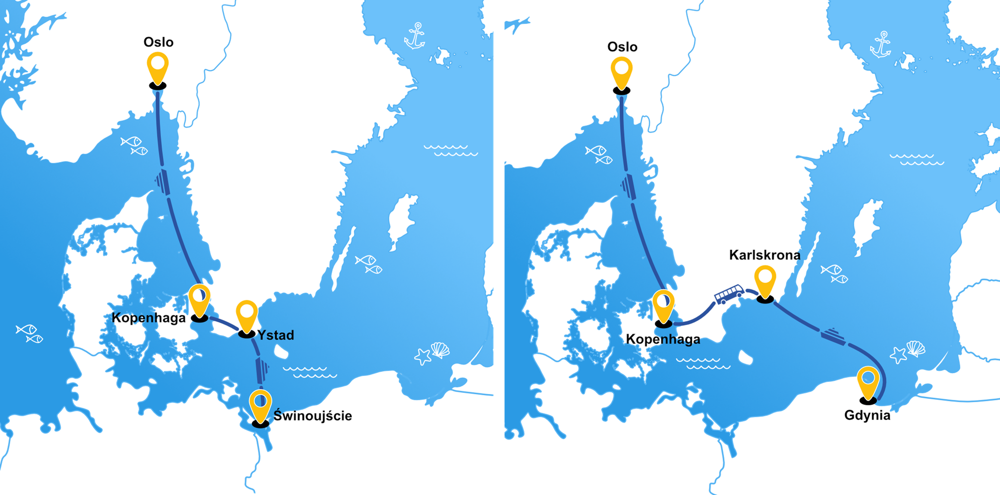 Oslo
Kopenhaga
Ystad
Świnoujście
Oslo
Karlskrona
Kopenhaga
Gdynia